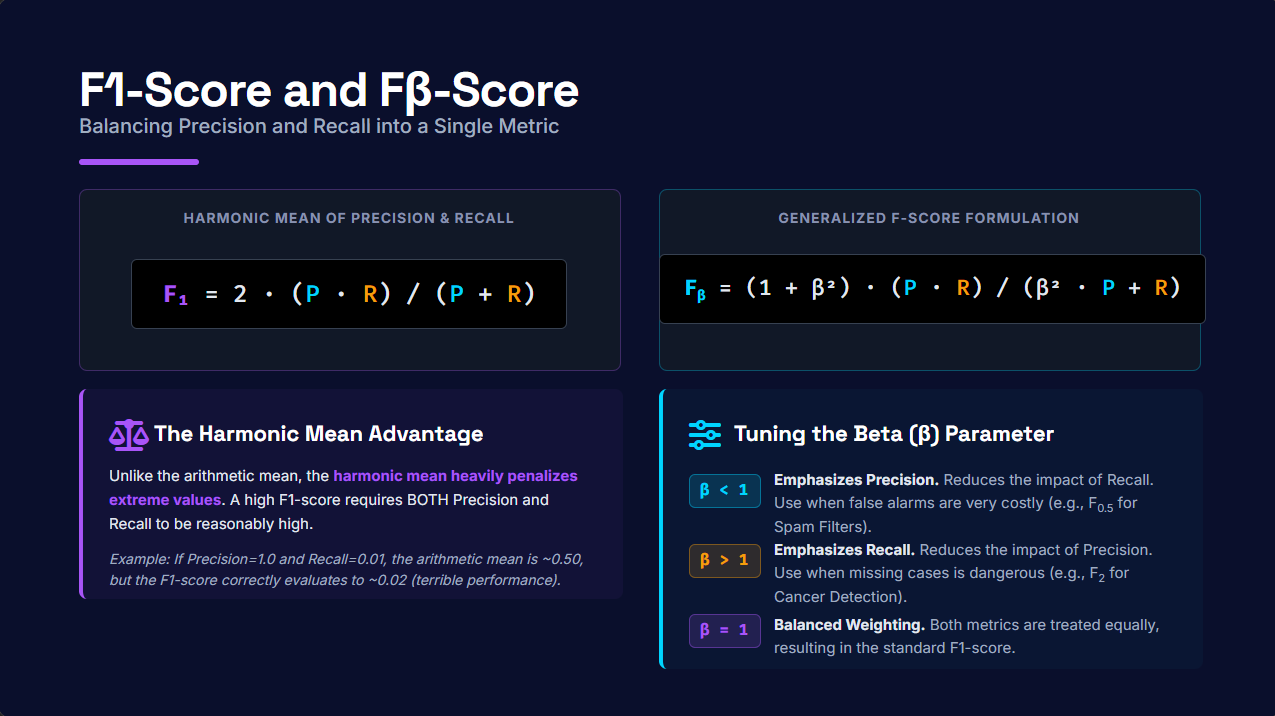 F1-Score and Fβ-Score
Balancing Precision and Recall into a Single Metric
HARMONIC MEAN OF PRECISION & RECALL
F₁ = 2 · (P · R) / (P + R)
GENERALIZED F-SCORE FORMULATION
Fᵦ = (1 + β²) · (P · R) / (β² · P + R)
The Harmonic Mean Advantage
Unlike the arithmetic mean, the harmonic mean heavily penalizes
extreme values. A high F1-score requires BOTH Precision and
Recall to be reasonably high.
Example: If Precision=1.0 and Recall=0.01, the arithmetic mean is ~0.50,
but the F1-score correctly evaluates to ~0.02 (terrible performance).
Tuning the Beta (β) Parameter
β < 1
Emphasizes Precision. Reduces the impact of Recall.
Use when false alarms are very costly (e.g., F0.5 for
Spam Filters).
β > 1
Emphasizes Recall. Reduces the impact of Precision.
Use when missing cases is dangerous (e.g., F2 for
Cancer Detection).
β = 1
Balanced Weighting. Both metrics are treated equally,
resulting in the standard F1-score.